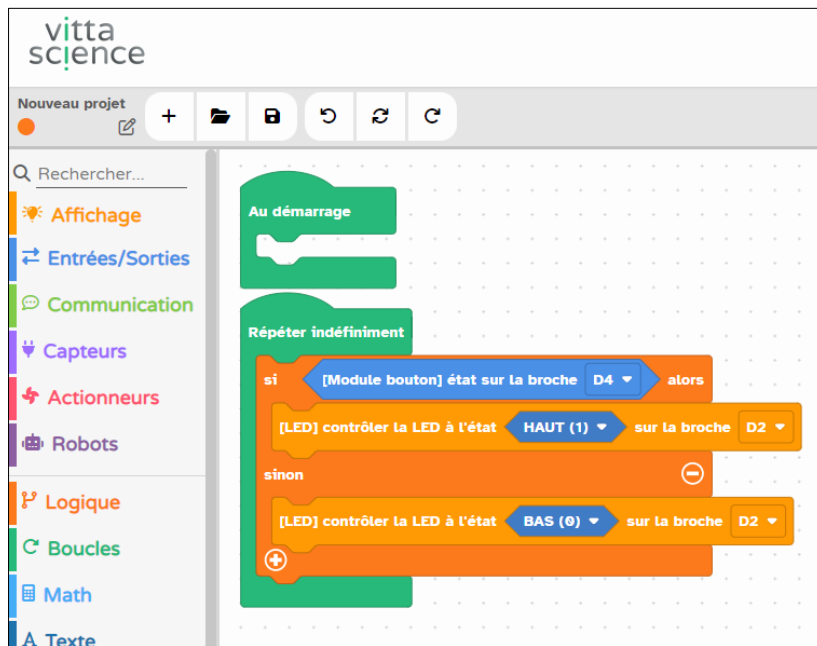 vitta
science
Nouveau projet
Rechercher...
Affichage
Entrées/Sorties
Communication
Capteurs
Actionneurs
Robots
Logique
Boucles
Math
Texte
Au démarrage
Répéter indéfiniment
si [Module bouton] état sur la broche D4 alors
[LED] contrôler la LED à l'état HAUT (1) sur la broche D2
sinon
[LED] contrôler la LED à l'état BAS (0) sur la broche D2